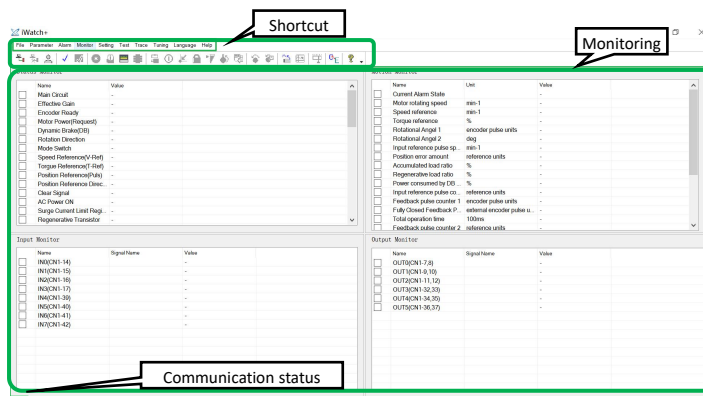 Shortcut
iWatch+
File Parameter Alarm Monitor Setting Test Trace Tuning Language Help
Monitoring
Name Value
Main Circuit -
Effective Gain -
Encoder Ready -
Motor Power(Request) -
Dynamic Brake(DB) -
Rotation Direction -
Mode Switch -
Speed Reference(V-Ref) -
Torque Reference(T-Ref) -
Position Reference(Puls) -
Position Reference Direc... -
Clear Signal -
AC Power ON -
Surge Current Limit Regi... -
Regenerative Transistor -
Name Unit Value
Current Alarm State -
Motor rotating speed min-1 -
Speed reference min-1 -
Torque reference % -
Rotational Angel 1 encoder pulse units -
Rotational Angel 2 deg -
Input reference pulse sp... min-1 -
Position error amount reference units -
Accumulated load ratio % -
Regenerative load ratio % -
Power consumed by DB ... % -
Input reference pulse co... reference units -
Feedback pulse counter 1 encoder pulse units -
Fully Closed Feedback P... external encoder pulse u... -
Total operation time 100ms -
Feedback pulse counter 2 reference units -
Input Monitor
Name Signal Name Value
IN0(CN1-14) -
IN1(CN1-15) -
IN2(CN1-16) -
IN3(CN1-17) -
IN4(CN1-39) -
IN5(CN1-40) -
IN6(CN1-41) -
IN7(CN1-42) -
Output Monitor
Name Signal Name Value
OUT0(CN1-7,8) -
OUT1(CN1-9,10) -
OUT2(CN1-11,12) -
OUT3(CN1-32,33) -
OUT4(CN1-34,35) -
OUT5(CN1-36,37) -
Communication status